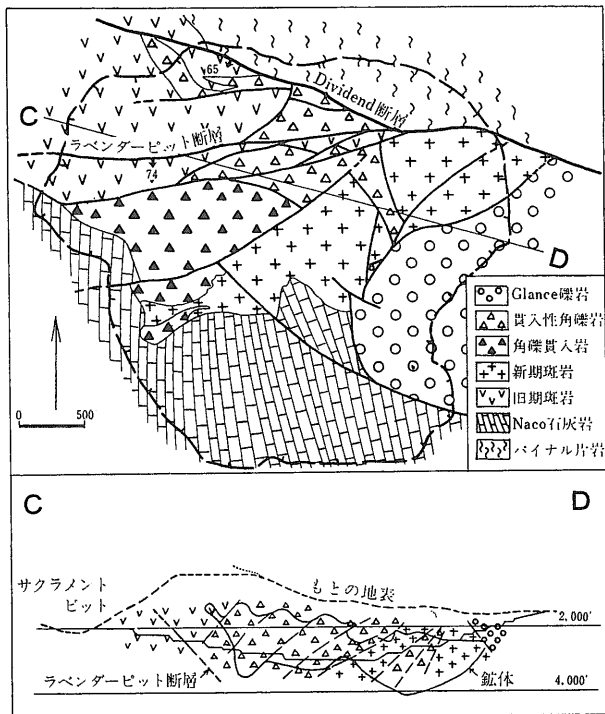 65
Dividend断層
C
ラベンダーピット断層
74
D
Glance礫岩
貫入性角礫岩
角礫貫入岩
新期斑岩
旧期斑岩
Naco石灰岩
パイナル片岩
0 500
C
D
サクラメント
ピット
もとの地表
2,000'
ラベンダーピット断層
鉱体
4,000'